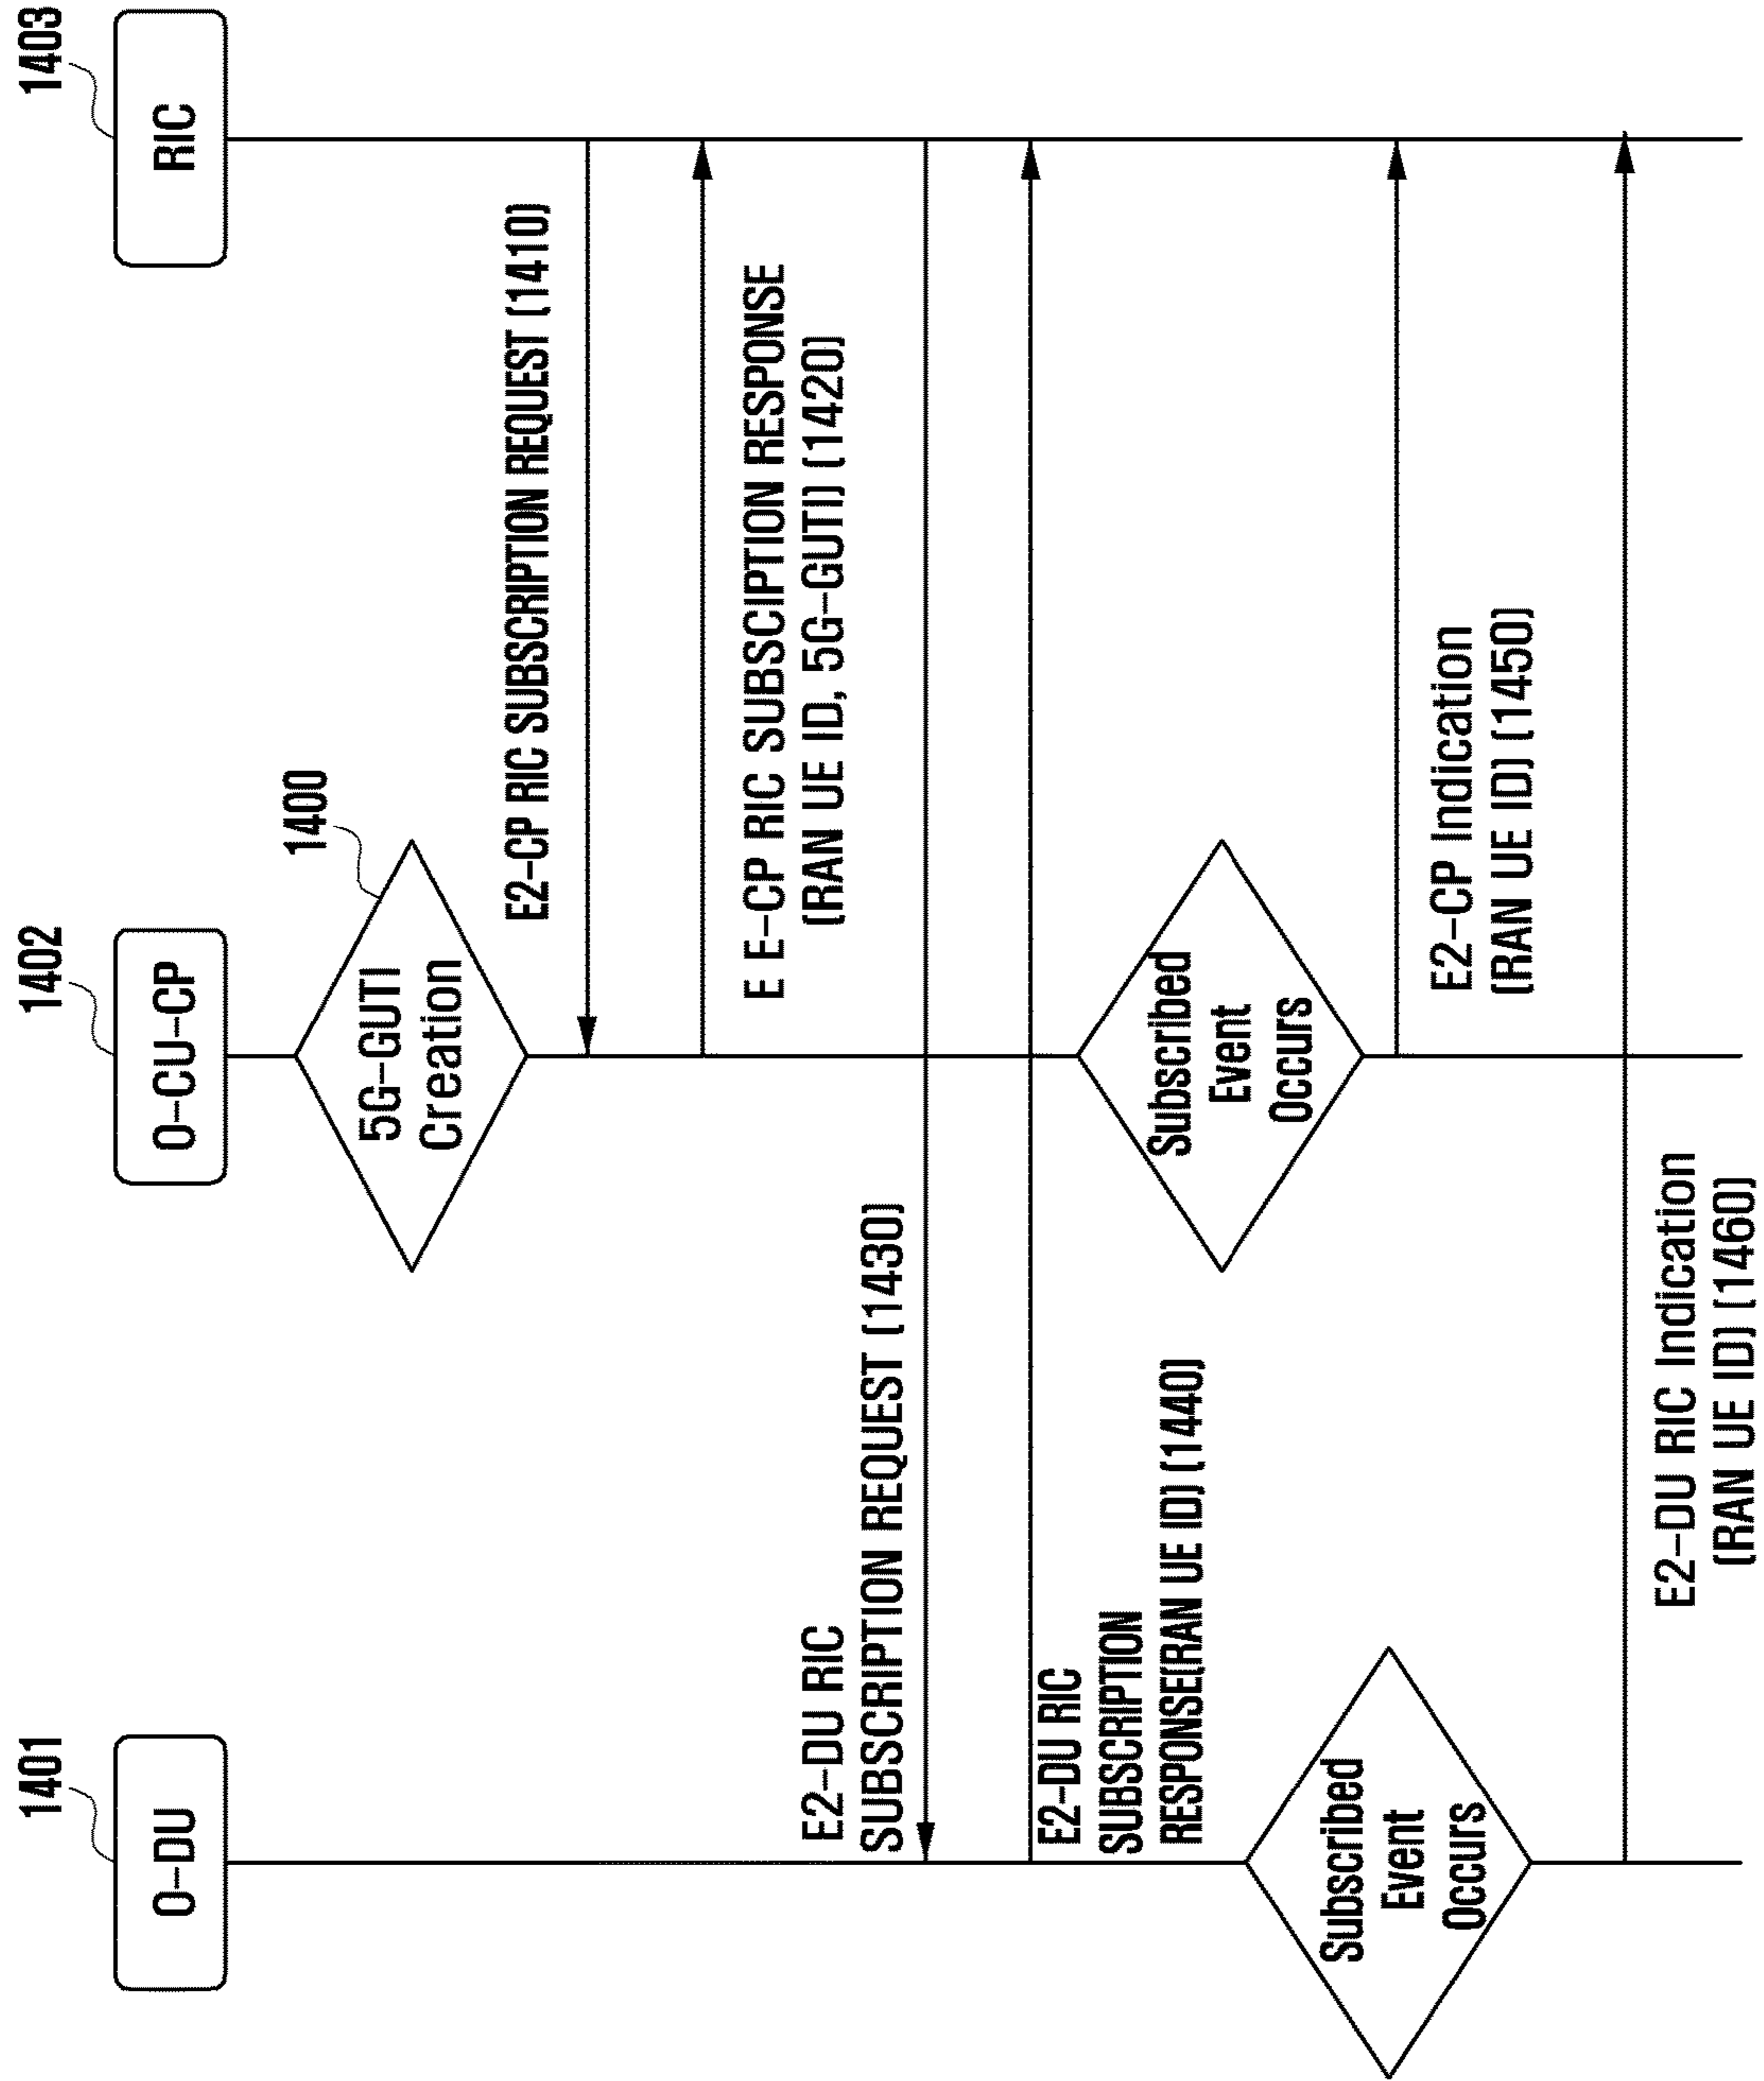 1401
O-DU
1402
O-CU-CP
1403
RIC
1400
5G-GUTI
Creation
E2-CP RIC SUBSCRIPTION REQUEST (1410)
E E-CP RIC SUBSCIPTION RESPONSE
(RAN UE ID, 5G-GUTI) (1420)
E2-DU RIC
SUBSCRIPTION REQUEST (1430)
E2-DU RIC
SUBSCRIPTION
RESPONSE(RAN UE ID) (1440)
Subscribed
Event
Occurs
Subscribed
Event
Occurs
E2-CP Indication
(RAN UE ID) (1450)
E2-DU RIC Indication
(RAN UE ID) (1460)